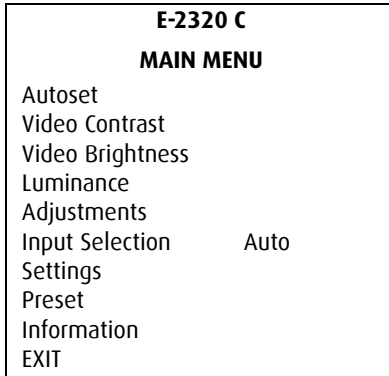 E-2320 C
MAIN MENU
Autoset
Video Contrast
Video Brightness
Luminance
Adjustments
Input Selection Auto
Settings
Preset
Information
EXIT